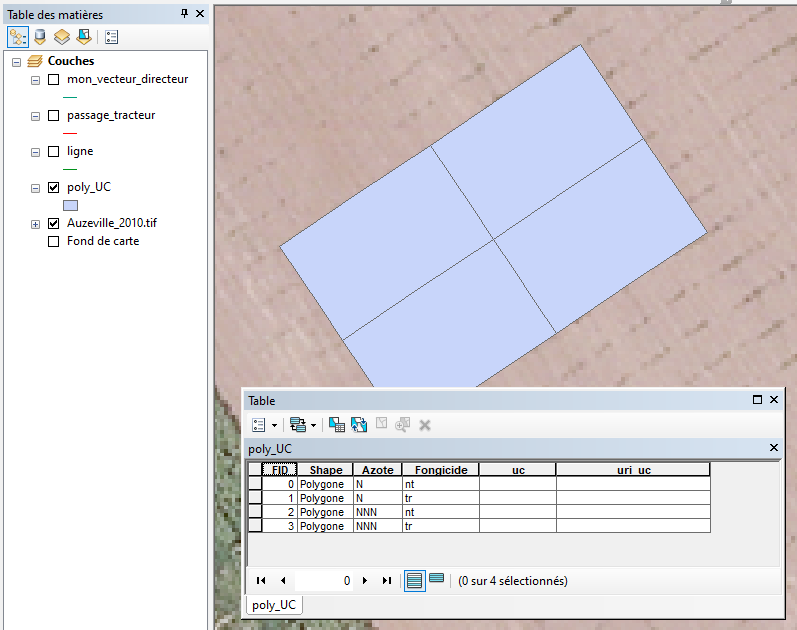 Table des matières
Couches
mon_vecteur_directeur
passage_tracteur
ligne
poly_UC
Auzeville_2010.tif
Fond de carte
Table
poly_UC
FID Shape Azote Fongicide uc uri_uc
0 Polygone N nt
1 Polygone N tr
2 Polygone NNN nt
3 Polygone NNN tr
0 (0 sur 4 sélectionnés)
poly_UC